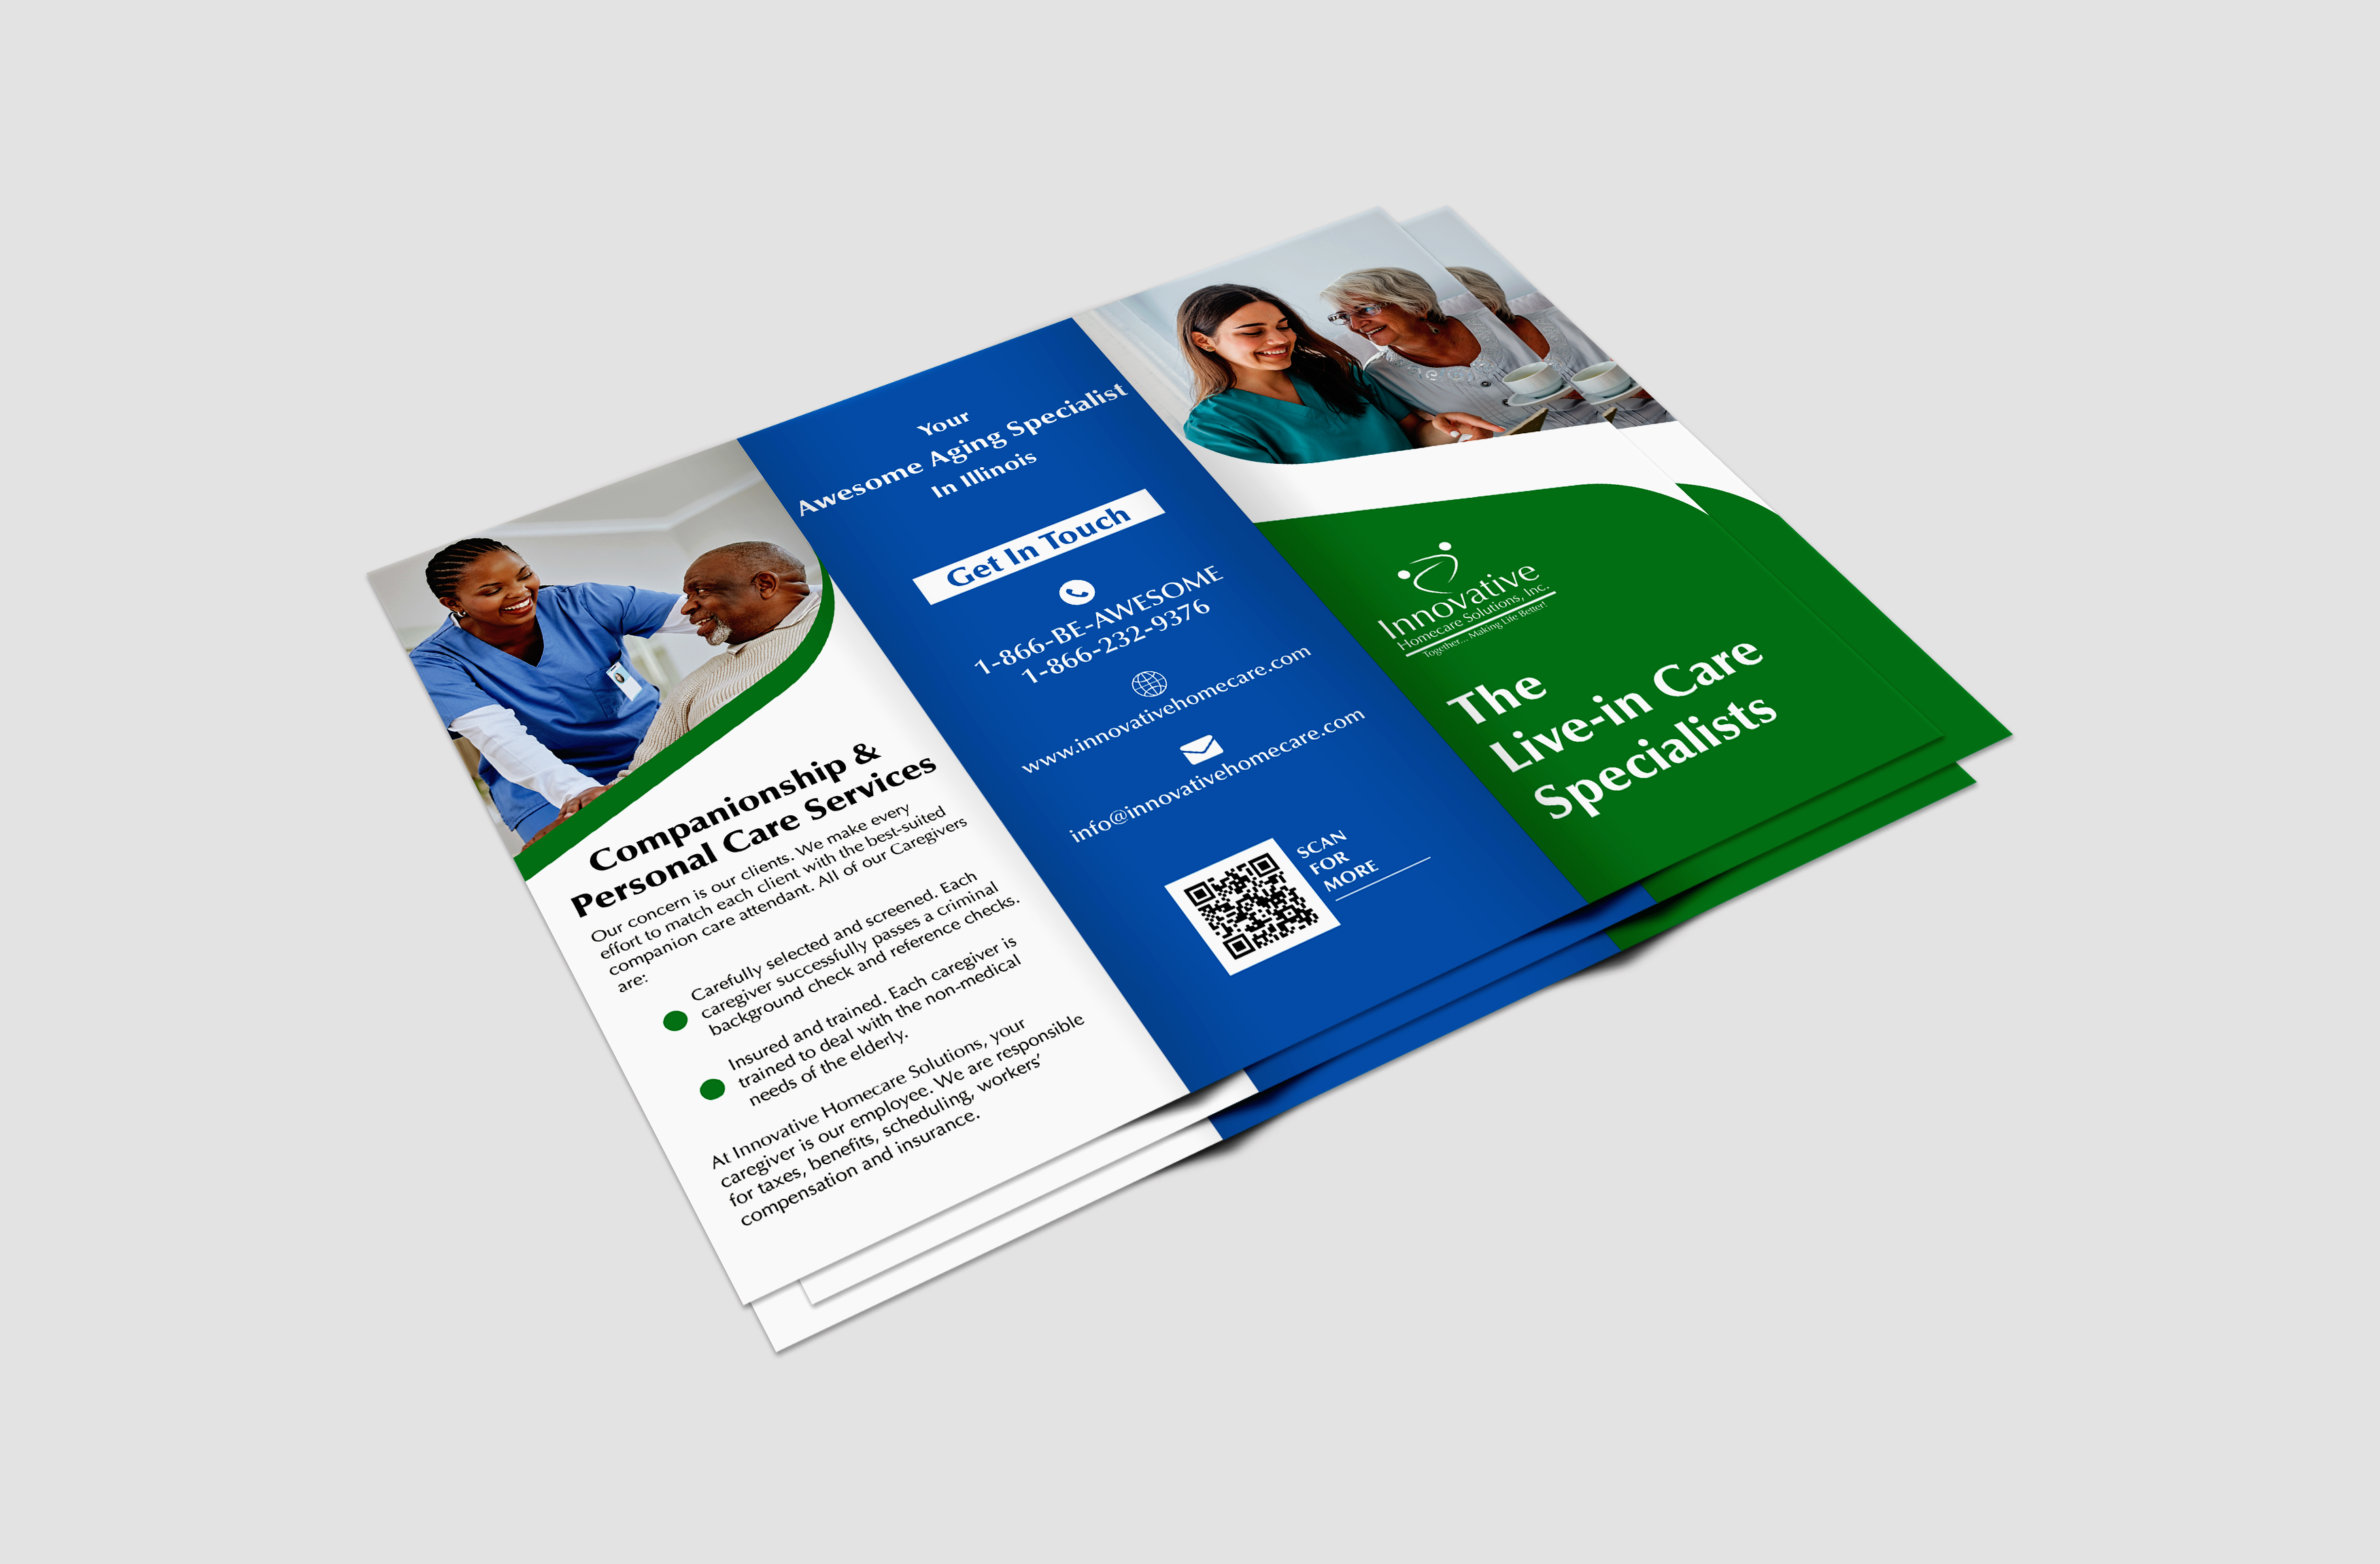 Companionship &
Personal Care Services
Our concern is our clients. We make every
effort to match each client with the best-suited
companion care attendant. All of our Caregivers
are:
Carefully selected and screened. Each
caregiver successfully passes a criminal
background check and reference checks.
Insured and trained. Each caregiver is
trained to deal with the non-medical
needs of the elderly.
At Innovative Homecare Solutions, your
caregiver is our employee. We are responsible
for taxes, benefits, scheduling, workers’
compensation and insurance.
Your
Awesome Aging Specialist
In Illinois
Get In Touch
1-866-BE-AWESOME
1-866-232-9376
www.innovativehomecare.com
info@innovativehomecare.com
SCAN
FOR
MORE
Innovative
Homecare Solutions, Inc.
Together... Making Life Better!
The
Live-in Care
Specialists